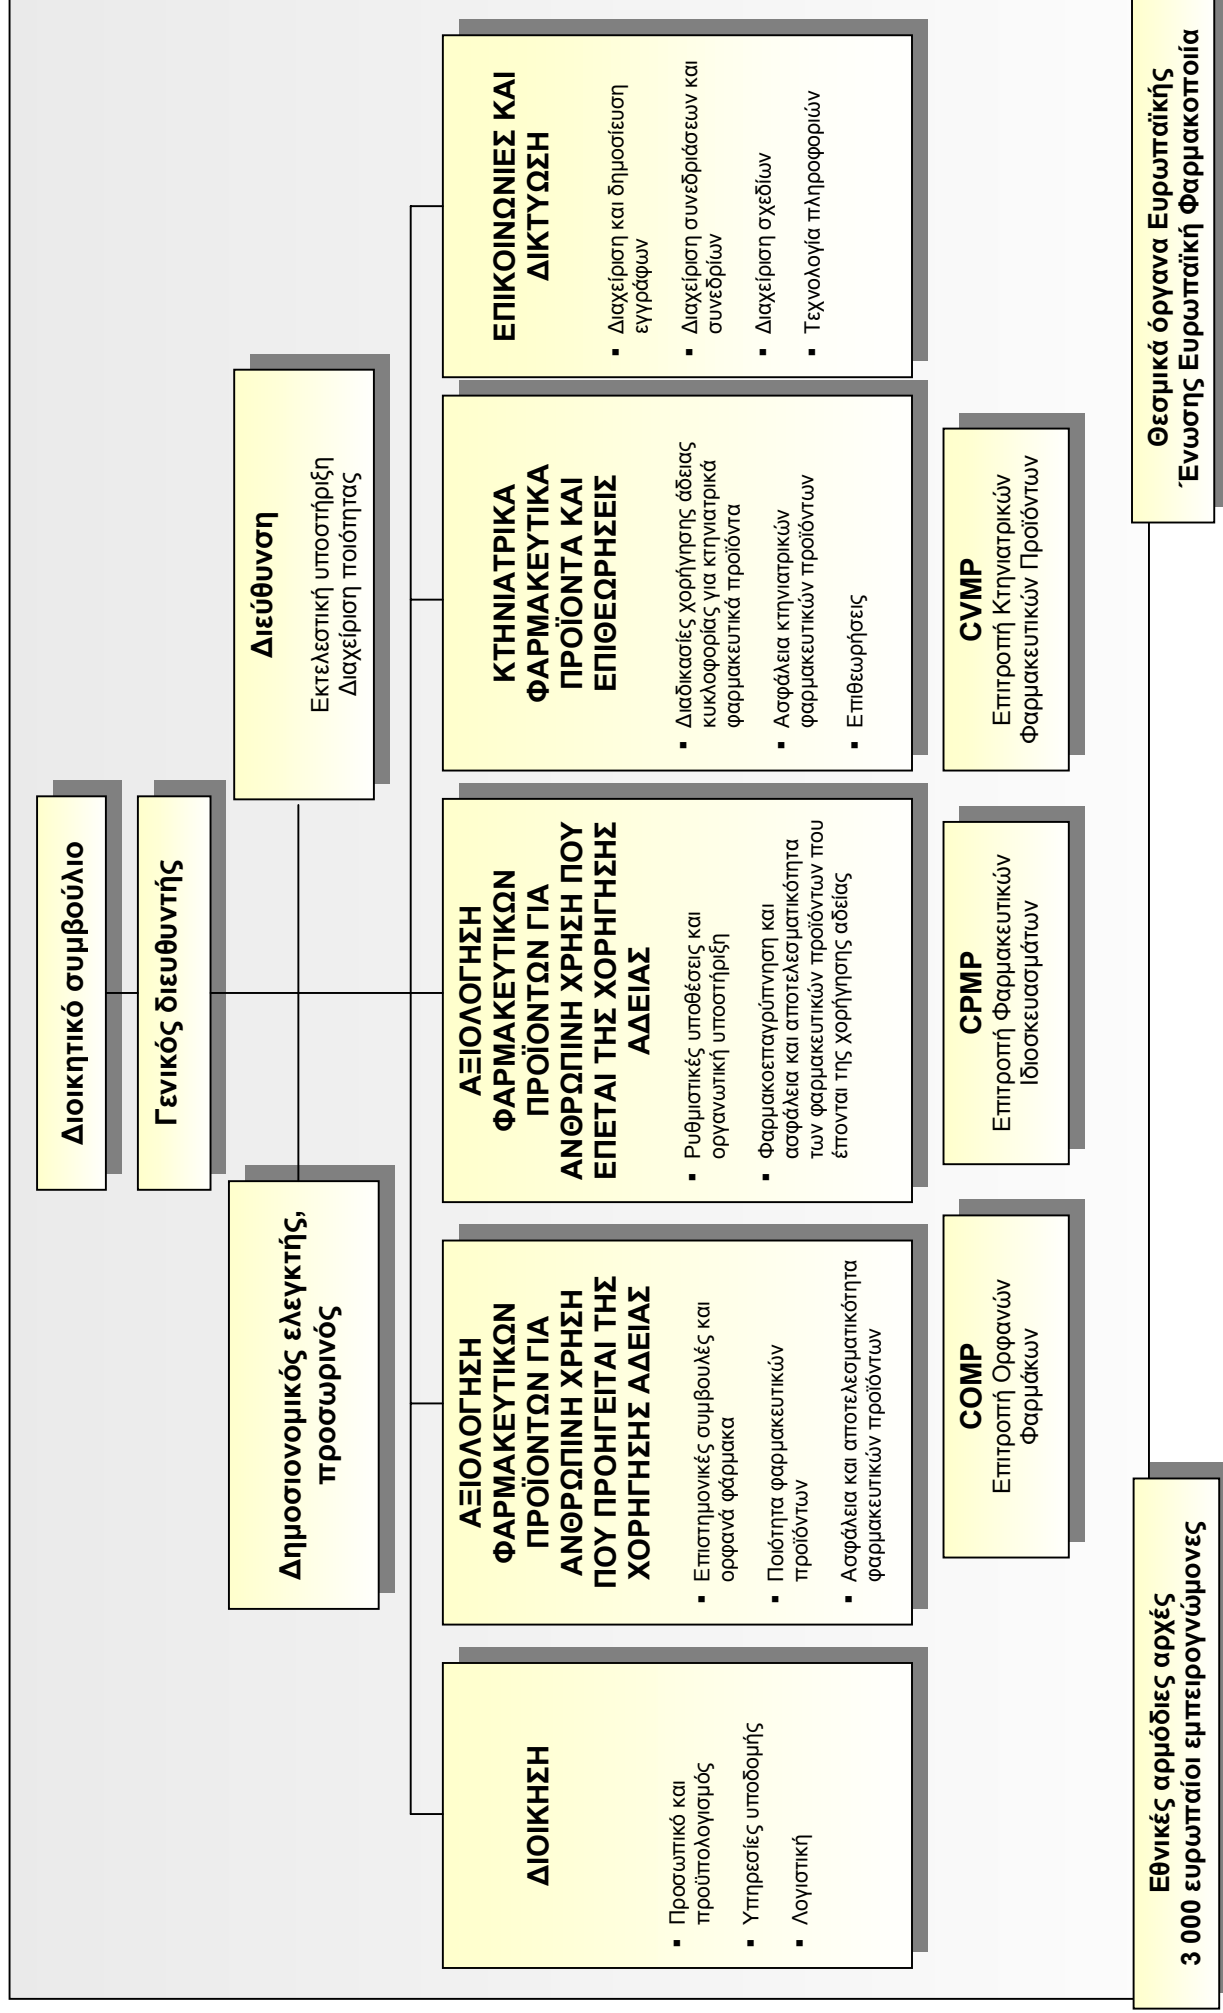 Διοικητικό συμβούλιο
Γενικός διευθυντής
Δημοσιονομικός ελεγκτής,
προσωρινός
Διεύθυνση
Εκτελεστική υποστήριξη
Διαχείριση ποιότητας
ΔΙΟΙΚΗΣΗ
▪ Προσωπικό και
προϋπολογισμός
▪ Υπηρεσίες υποδομής
▪ Λογιστική
ΑΞΙΟΛΟΓΗΣΗ
ΦΑΡΜΑΚΕΥΤΙΚΩΝ
ΠΡΟΪΟΝΤΩΝ ΓΙΑ
ΑΝΘΡΩΠΙΝΗ ΧΡΗΣΗ
ΠΟΥ ΠΡΟΗΓΕΙΤΑΙ ΤΗΣ
ΧΟΡΗΓΗΣΗΣ ΑΔΕΙΑΣ
▪ Επιστημονικές συμβουλές και
ορφανά φάρμακα
▪ Ποιότητα φαρμακευτικών
προϊόντων
▪ Ασφάλεια και αποτελεσματικότητα
φαρμακευτικών προϊόντων
ΑΞΙΟΛΟΓΗΣΗ
ΦΑΡΜΑΚΕΥΤΙΚΩΝ
ΠΡΟΪΟΝΤΩΝ ΓΙΑ
ΑΝΘΡΩΠΙΝΗ ΧΡΗΣΗ ΠΟΥ
ΕΠΕΤΑΙ ΤΗΣ ΧΟΡΗΓΗΣΗΣ
ΑΔΕΙΑΣ
▪ Ρυθμιστικές υποθέσεις και
οργανωτική υποστήριξη
▪ Φαρμακοεπαγρύπνηση και
ασφάλεια και αποτελεσματικότητα
των φαρμακευτικών προϊόντων που
έπονται της χορήγησης αδείας
ΚΤΗΝΙΑΤΡΙΚΑ
ΦΑΡΜΑΚΕΥΤΙΚΑ
ΠΡΟΪΟΝΤΑ ΚΑΙ
ΕΠΙΘΕΩΡΗΣΕΙΣ
▪ Διαδικασίες χορήγησης άδειας
κυκλοφορίας για κτηνιατρικά
φαρμακευτικά προϊόντα
▪ Ασφάλεια κτηνιατρικών
φαρμακευτικών προϊόντων
▪ Επιθεωρήσεις
ΕΠΙΚΟΙΝΩΝΙΕΣ ΚΑΙ
ΔΙΚΤΥΩΣΗ
▪ Διαχείριση και δημοσίευση
εγγράφων
▪ Διαχείριση συνεδριάσεων και
συνεδρίων
▪ Διαχείριση σχεδίων
▪ Τεχνολογία πληροφοριών
COMP
Επιτροπή Ορφανών
Φαρμάκων
CPMP
Επιτροπή Φαρμακευτικών
Ιδιοσκευασμάτων
CVMP
Επιτροπή Κτηνιατρικών
Φαρμακευτικών Προϊόντων
Εθνικές αρμόδιες αρχές
3 000 ευρωπαίοι εμπειρογνώμονες
Θεσμικά όργανα Ευρωπαϊκής
Ένωσης Ευρωπαϊκή Φαρμακοποιία